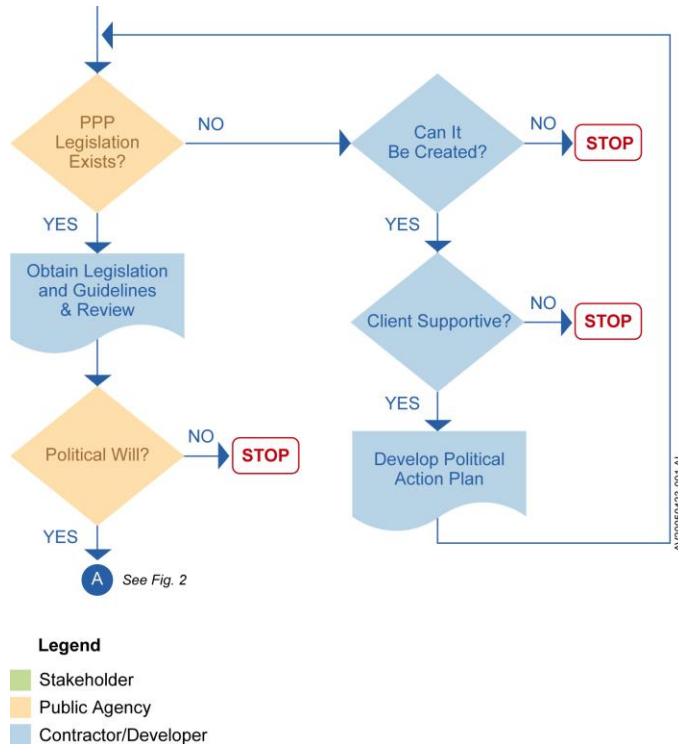 PPP
Legislation
Exists?
NO
Can It
Be Created?
NO
STOP
YES
YES
Obtain Legislation
and Guidelines
& Review
Client Supportive?
NO
STOP
YES
Political Will?
NO
STOP
Develop Political
Action Plan
YES
A See Fig. 2
Legend
Stakeholder
Public Agency
Contractor/Developer